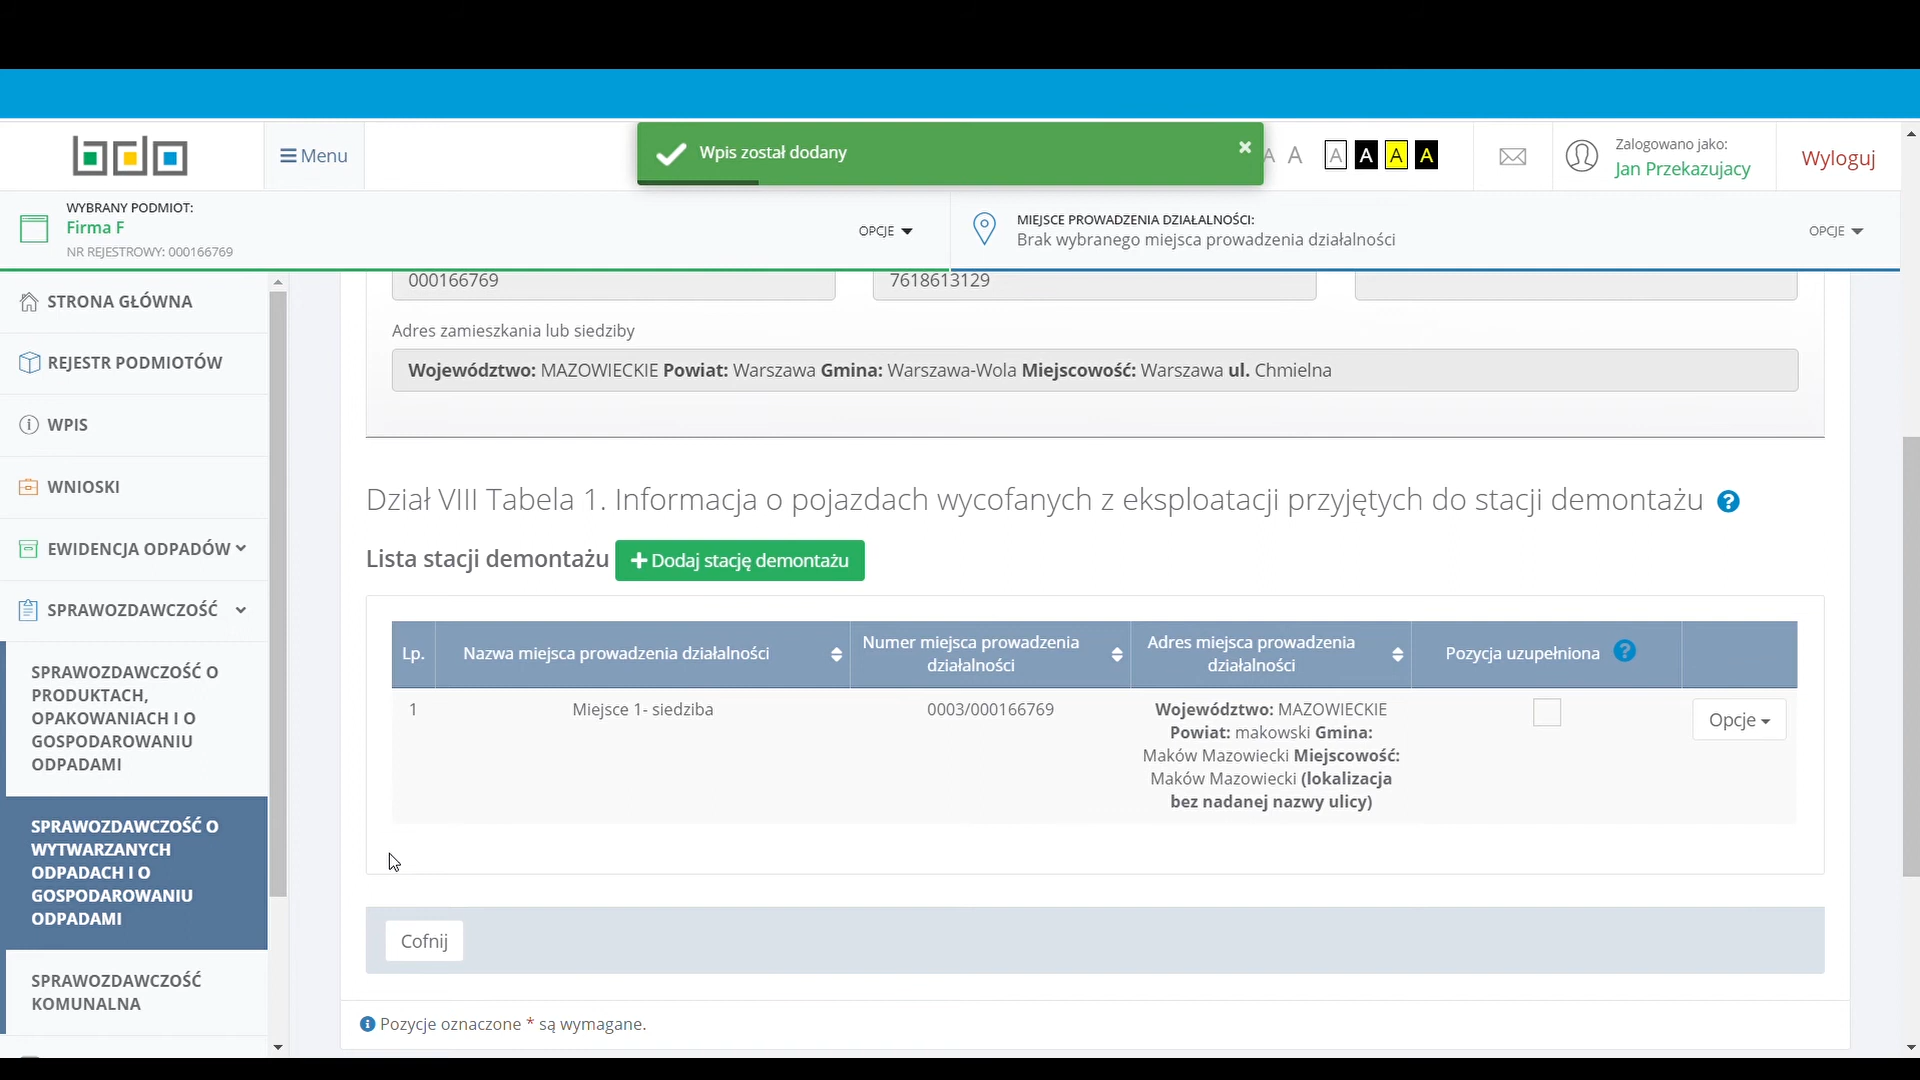 bdo
Menu
Wpis został dodany
×
A A
A A A A
Zalogowano jako:
Jan Przekazujacy
Wyloguj
WYBRANY PODMIOT:
Firma F
NR REJESTROWY: 000166769
OPCJE
MIEJSCE PROWADZENIA DZIAŁALNOŚCI:
Brak wybranego miejsca prowadzenia działalności
OPCJE
STRONA GŁÓWNA
REJESTR PODMIOTÓW
WPIS
WNIOSKI
EWIDENCJA ODPADÓW
SPRAWOZDAWCZOŚĆ
SPRAWOZDAWCZOŚĆ O
PRODUKTACH,
OPAKOWANIACH I O
GOSPODAROWANIU
ODPADAMI
SPRAWOZDAWCZOŚĆ O
WYTWARZANYCH
ODPADACH I O
GOSPODAROWANIU
ODPADAMI
SPRAWOZDAWCZOŚĆ
KOMUNALNA
000166769
7618613129
Adres zamieszkania lub siedziby
Województwo: MAZOWIECKIE Powiat: Warszawa Gmina: Warszawa-Wola Miejscowość: Warszawa ul. Chmielna
Dział VIII Tabela 1. Informacja o pojazdach wycofanych z eksploatacji przyjętych do stacji demontażu ?
Lista stacji demontażu
+ Dodaj stację demontażu
Lp.
Nazwa miejsca prowadzenia działalności
Numer miejsca prowadzenia
działalności
Adres miejsca prowadzenia
działalności
Pozycja uzupełniona ?
1
Miejsce 1- siedziba
0003/000166769
Województwo: MAZOWIECKIE
Powiat: makowski Gmina:
Maków Mazowiecki Miejscowość:
Maków Mazowiecki (lokalizacja
bez nadanej nazwy ulicy)
Opcje
Cofnij
Pozycje oznaczone * są wymagane.